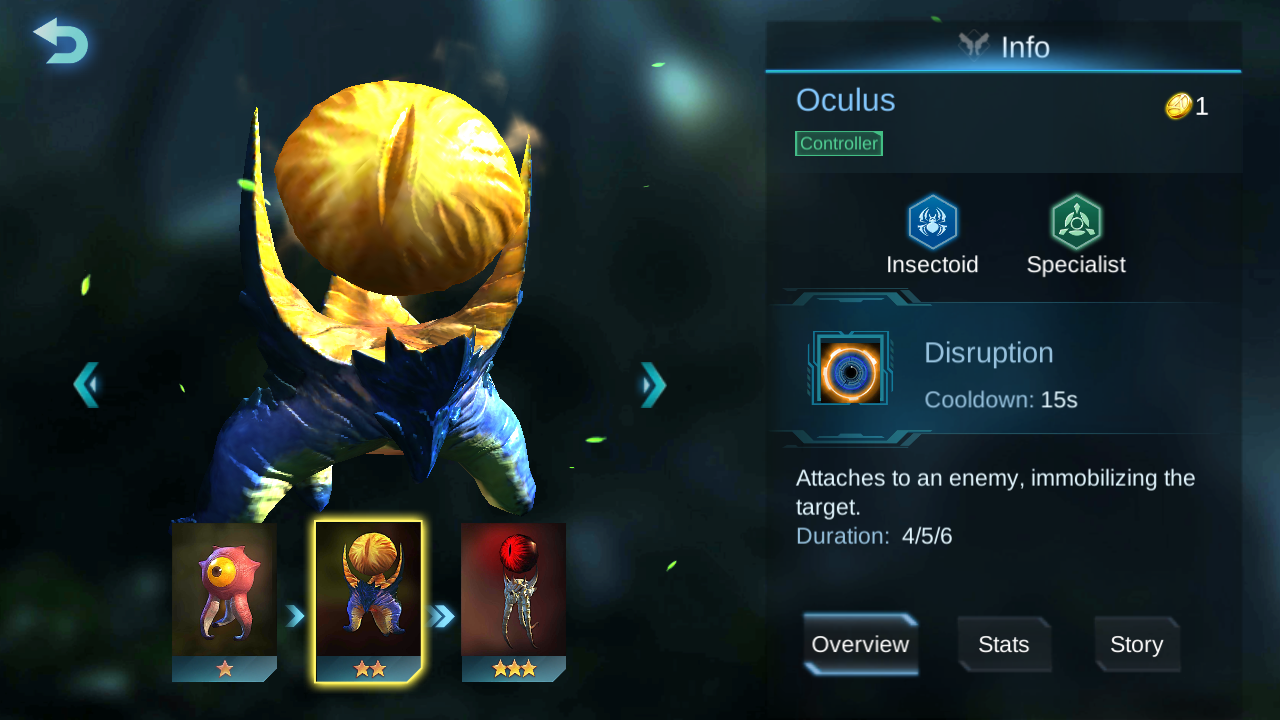 Info
Oculus
1
Controller
Insectoid
Specialist
Disruption
Cooldown: 15s
Attaches to an enemy, immobilizing the
target.
Duration: 4/5/6
Overview
Stats
Story